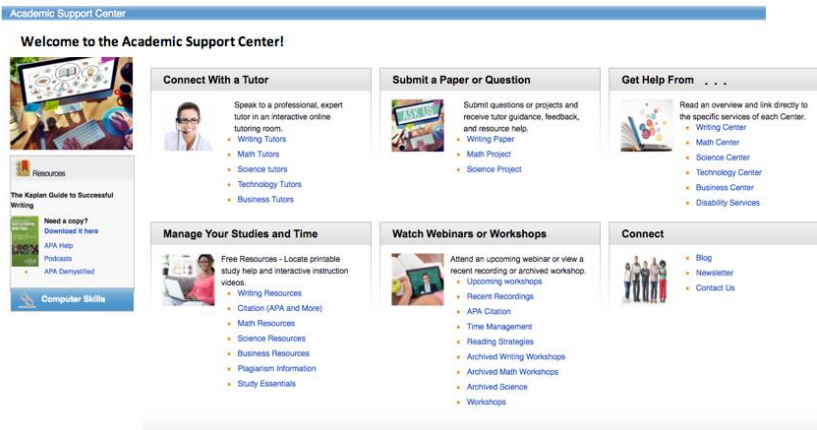 Academic Support Center
Welcome to the Academic Support Center!
Resources
The Kaplan Guide to Successful
Writing
Need a copy?
Download it here
APA Help
Podcasts
APA Demystified
Computer Skills
Connect With a Tutor
Speak to a professional, expert
tutor in an interactive online
tutoring room.
Writing Tutors
Math Tutors
Science tutors
Technology Tutors
Business Tutors
Submit a Paper or Question
ASK US
Submit questions or projects and
receive tutor guidance, feedback,
and resource help.
Writing Paper
Math Project
Science Project
Get Help From . . .
Read an overview and link directly to
the specific services of each Center.
Writing Center
Math Center
Science Center
Technology Center
Business Center
Disability Services
Manage Your Studies and Time
Free Resources - Locate printable
study help and interactive instruction
videos.
Writing Resources
Citation (APA and More)
Math Resources
Science Resources
Business Resources
Plagiarism Information
Study Essentials
Watch Webinars or Workshops
Attend an upcoming webinar or view a
recent recording or archived workshop.
Upcoming workshops
Recent Recordings
APA Citation
Time Management
Reading Strategies
Archived Writing Workshops
Archived Math Workshops
Archived Science
Workshops
Connect
Blog
Newsletter
Contact Us